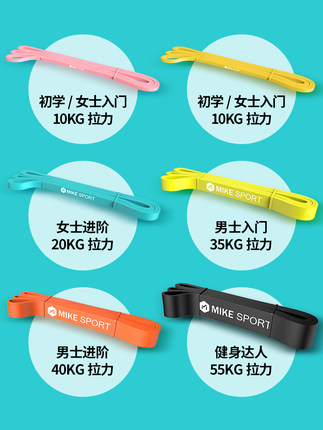 初学 / 女士入门
10KG 拉力
初学 / 女士入门
10KG 拉力
MIKE SPORT
女士进阶
20KG 拉力
MIKE SPORT
男士入门
35KG 拉力
MIKE SPORT
男士进阶
40KG 拉力
MIKE SPORT
健身达人
55KG 拉力